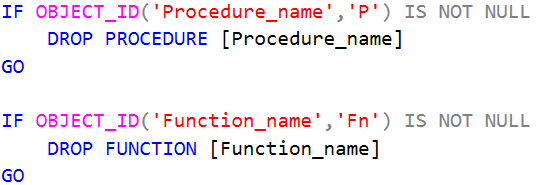 IF OBJECT_ID('Procedure_name','P') IS NOT NULL
    DROP PROCEDURE [Procedure_name]
GO

IF OBJECT_ID('Function_name','Fn') IS NOT NULL
    DROP FUNCTION [Function_name]
GO